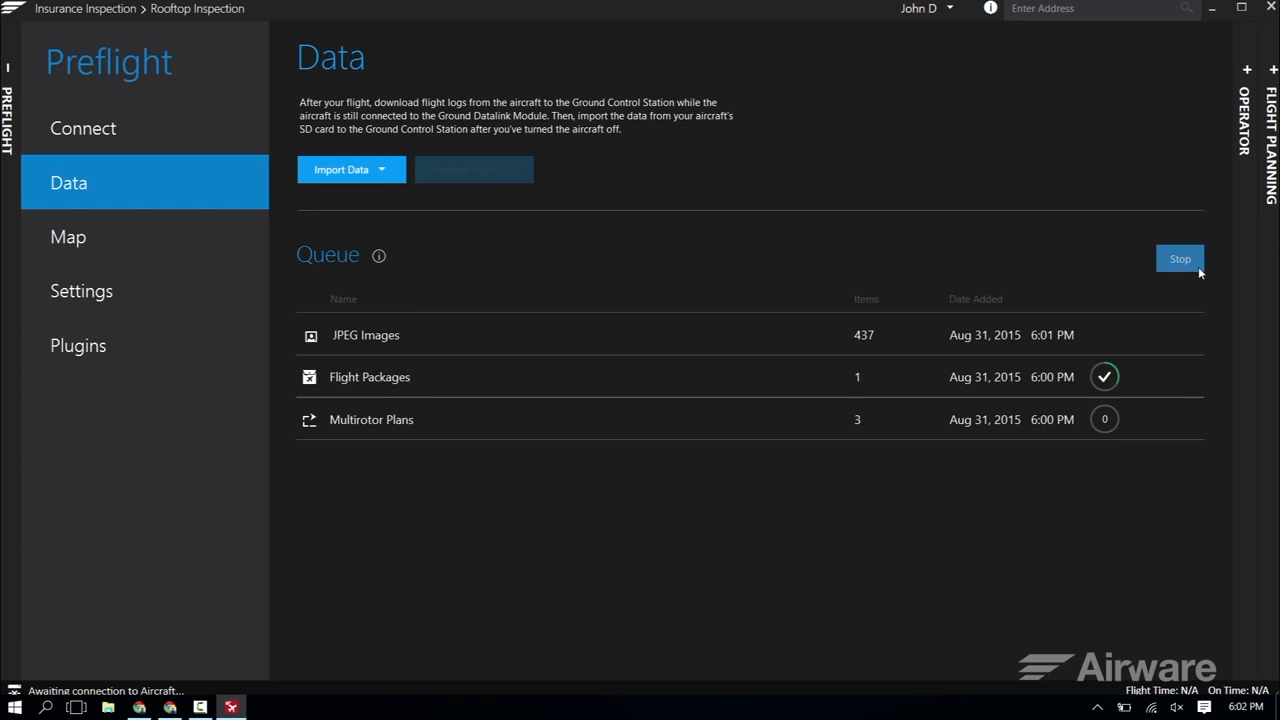 Insurance Inspection > Rooftop Inspection
John D
Enter Address
PREFLIGHT
Preflight
Connect
Data
Map
Settings
Plugins
Data
After your flight, download flight logs from the aircraft to the Ground Control Station while the
aircraft is still connected to the Ground Datalink Module. Then, import the data from your aircraft's
SD card to the Ground Control Station after you've turned the aircraft off.
Import Data
Queue
Stop
Name Items Date Added
JPEG Images 437 Aug 31, 2015 6:01 PM
Flight Packages 1 Aug 31, 2015 6:00 PM
Multirotor Plans 3 Aug 31, 2015 6:00 PM 0
OPERATOR
FLIGHT PLANNING
Airware
Awaiting connection to Aircraft...
Flight Time: N/A On Time: N/A
6:02 PM